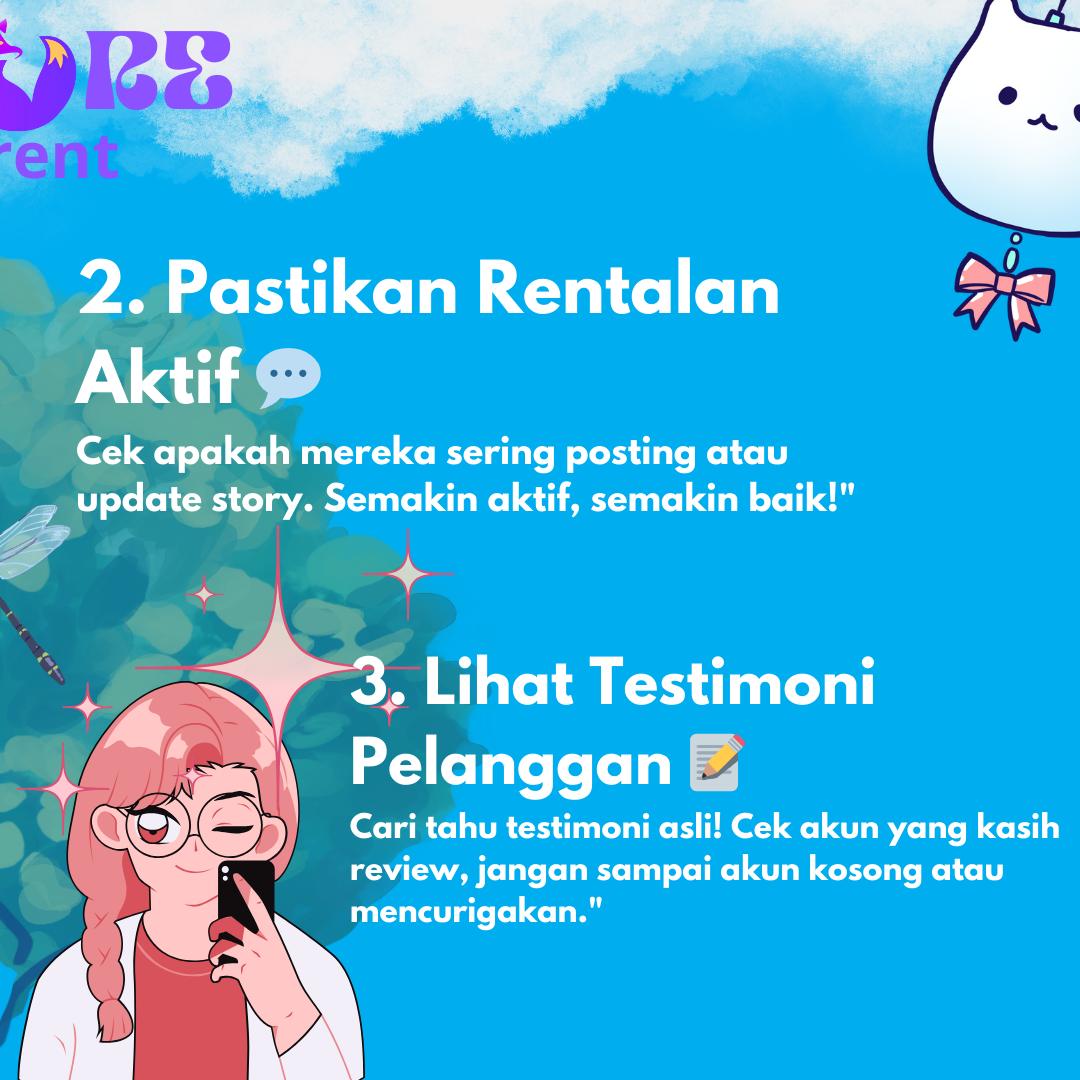 RE
rent
2. Pastikan Rentalan
Aktif 💬
Cek apakah mereka sering posting atau
update story. Semakin aktif, semakin baik!"
3. Lihat Testimoni
Pelanggan 📝
Cari tahu testimoni asli! Cek akun yang kasih
review, jangan sampai akun kosong atau
mencurigakan."